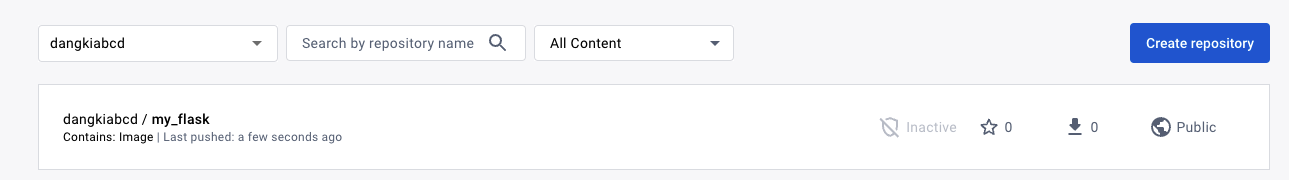 dangkiabcd
Search by repository name
All Content
Create repository
dangkiabcd / my_flask
Contains: Image | Last pushed: a few seconds ago
Inactive
0
0
Public